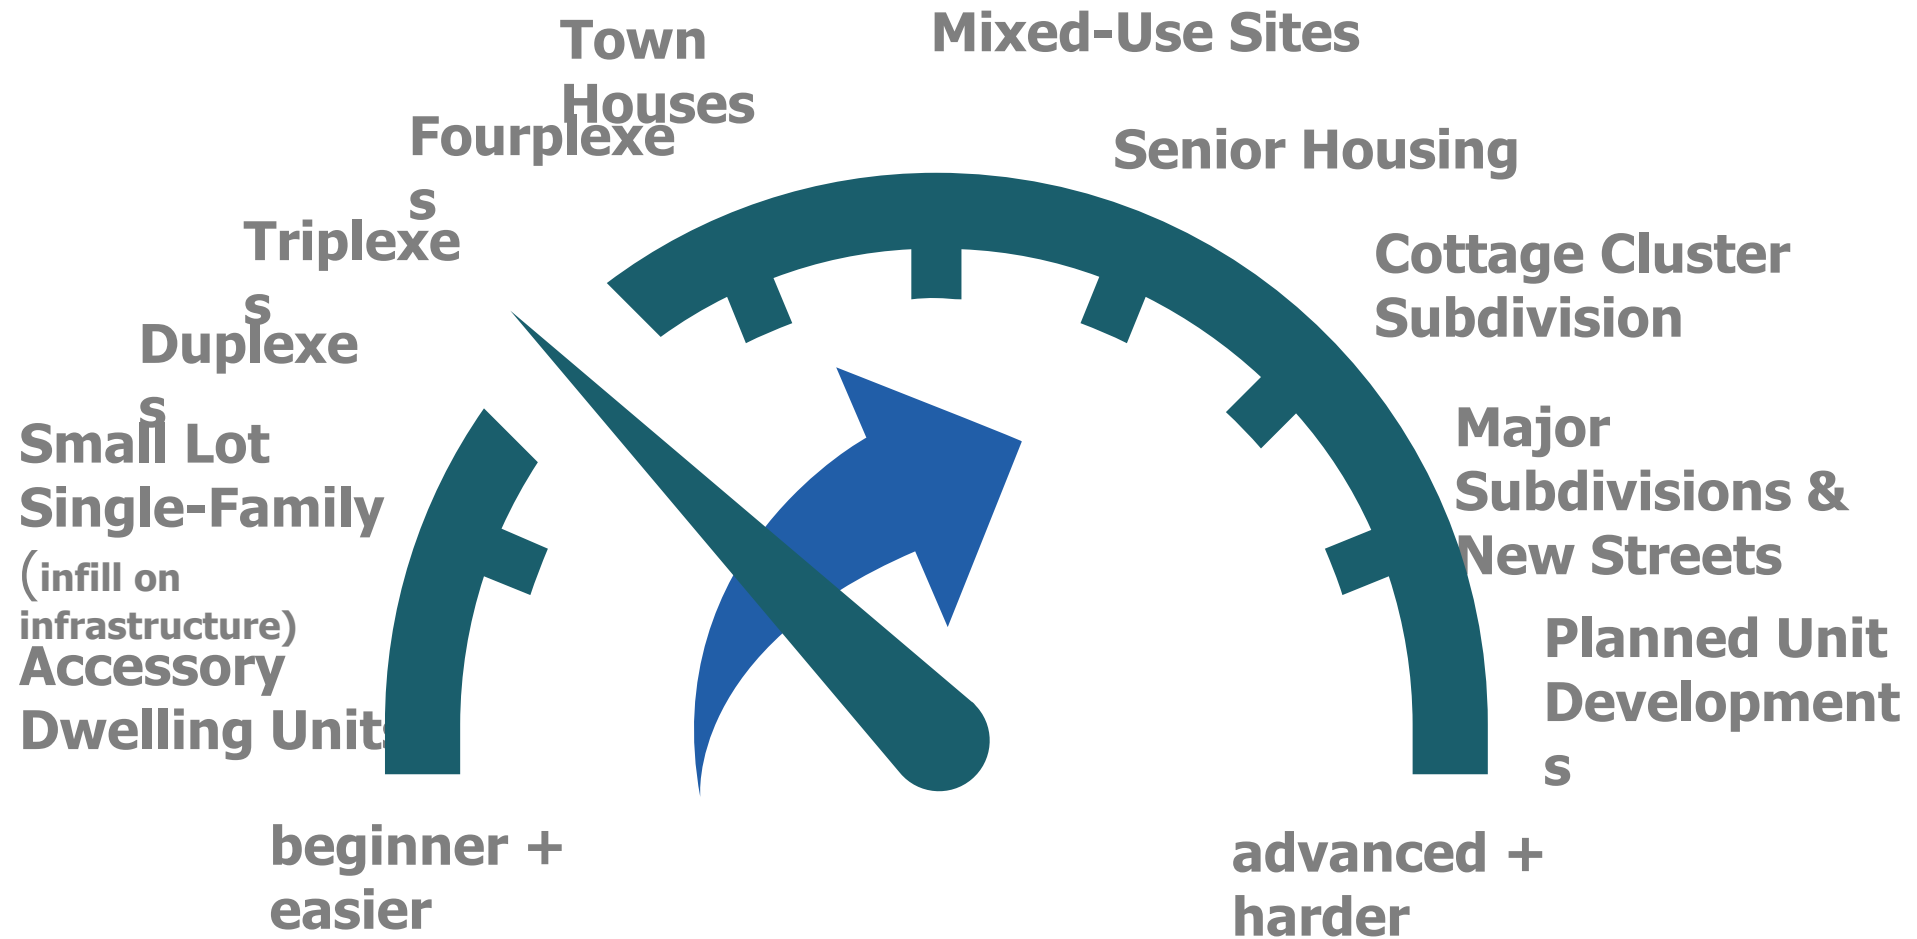 Town
Houses
Mixed-Use Sites
Fourplexe
s
Senior Housing
Triplexe
s
Cottage Cluster
Subdivision
Duplexe
s
Small Lot
Single-Family
(infill on
infrastructure)
Major
Subdivisions &
New Streets
Accessory
Dwelling Units
Planned Unit
Development
s
beginner +
easier
advanced +
harder